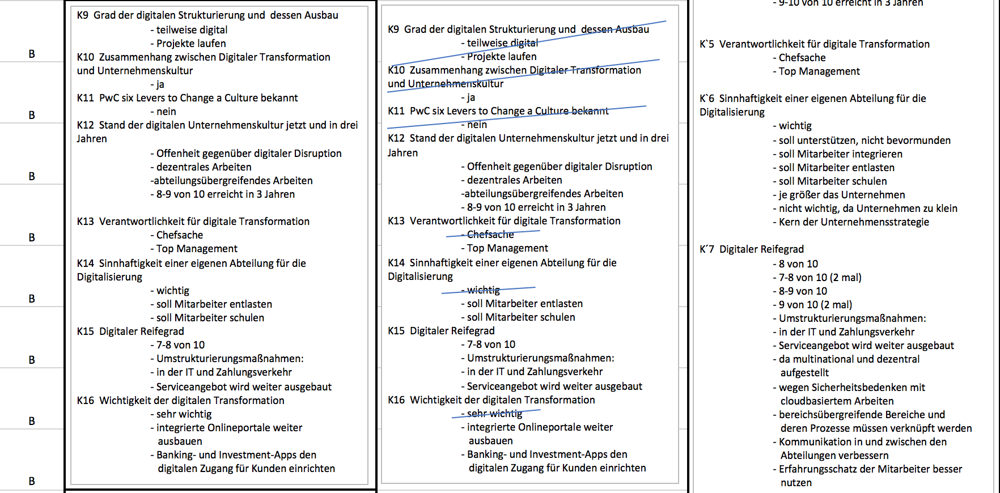 B
B
B
B
B
B
B
B
K9 Grad der digitalen Strukturierung und dessen Ausbau
- teilweise digital
- Projekte laufen
K10 Zusammenhang zwischen Digitaler Transformation
und Unternehmenskultur
- ja
K11 PwC six Levers to Change a Culture bekannt
- nein
K12 Stand der digitalen Unternehmenskultur jetzt und in drei
Jahren
- Offenheit gegenüber digitaler Disruption
- dezentrales Arbeiten
-abteilungsübergreifendes Arbeiten
- 8-9 von 10 erreicht in 3 Jahren
K13 Verantwortlichkeit für digitale Transformation
- Chefsache
- Top Management
K14 Sinnhaftigkeit einer eigenen Abteilung für die
Digitalisierung
- wichtig
- soll Mitarbeiter entlasten
- soll Mitarbeiter schulen
K15 Digitaler Reifegrad
- 7-8 von 10
- Umstrukturierungsmaßnahmen:
- in der IT und Zahlungsverkehr
- Serviceangebot wird weiter ausgebaut
K16 Wichtigkeit der digitalen Transformation
- sehr wichtig
- integrierte Onlineportale weiter
ausbauen
- Banking- und Investment-Apps den
digitalen Zugang für Kunden einrichten
K9 Grad der digitalen Strukturierung und dessen Ausbau
- teilweise digital
- Projekte laufen
K10 Zusammenhang zwischen Digitaler Transformation
und Unternehmenskultur
- ja
K11 PwC six Levers to Change a Culture bekannt
- nein
K12 Stand der digitalen Unternehmenskultur jetzt und in drei
Jahren
- Offenheit gegenüber digitaler Disruption
- dezentrales Arbeiten
-abteilungsübergreifendes Arbeiten
- 8-9 von 10 erreicht in 3 Jahren
K13 Verantwortlichkeit für digitale Transformation
- Chefsache
- Top Management
K14 Sinnhaftigkeit einer eigenen Abteilung für die
Digitalisierung
- wichtig
- soll Mitarbeiter entlasten
- soll Mitarbeiter schulen
K15 Digitaler Reifegrad
- 7-8 von 10
- Umstrukturierungsmaßnahmen:
- in der IT und Zahlungsverkehr
- Serviceangebot wird weiter ausgebaut
K16 Wichtigkeit der digitalen Transformation
- sehr wichtig
- integrierte Onlineportale weiter
ausbauen
- Banking- und Investment-Apps den
digitalen Zugang für Kunden einrichten
- 9-10 von 10 erreicht in 3 Jahren
K`5 Verantwortlichkeit für digitale Transformation
- Chefsache
- Top Management
K`6 Sinnhaftigkeit einer eigenen Abteilung für die
Digitalisierung
- wichtig
- soll unterstützen, nicht bevormunden
- soll Mitarbeiter integrieren
- soll Mitarbeiter entlasten
- soll Mitarbeiter schulen
- je größer das Unternehmen
- nicht wichtig, da Unternehmen zu klein
- Kern der Unternehmensstrategie
K´7 Digitaler Reifegrad
- 8 von 10
- 7-8 von 10 (2 mal)
- 8-9 von 10
- 9 von 10 (2 mal)
- Umstrukturierungsmaßnahmen:
- in der IT und Zahlungsverkehr
- Serviceangebot wird weiter ausgebaut
- da multinational und dezentral
aufgestellt
- wegen Sicherheitsbedenken mit
cloudbasiertem Arbeiten
- bereichsübergreifende Bereiche und
deren Prozesse müssen verknüpft werden
- Kommunikation in und zwischen den
Abteilungen verbessern
- Erfahrungsschatz der Mitarbeiter besser
nutzen